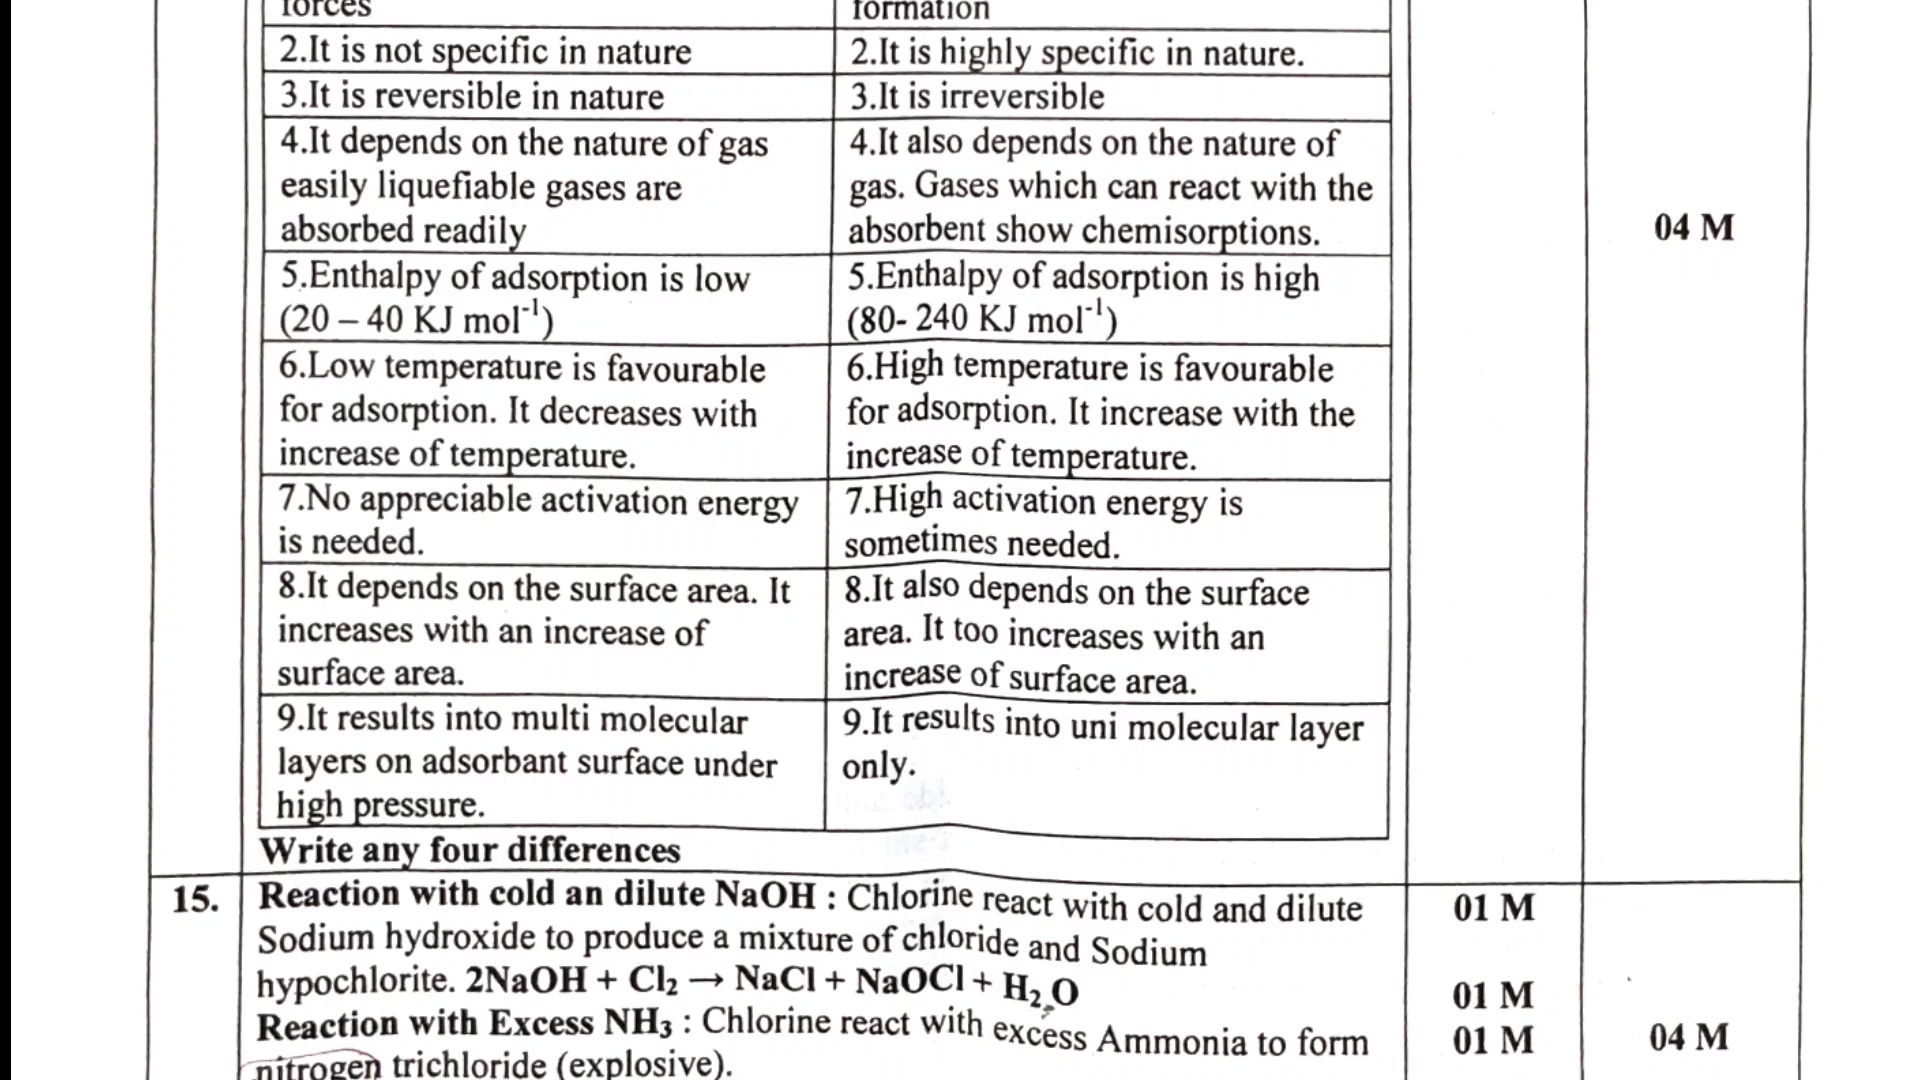 forces
formation
2.It is not specific in nature
2.It is highly specific in nature.
3.It is reversible in nature
3.It is irreversible
4.It depends on the nature of gas
easily liquefiable gases are
absorbed readily
4.It also depends on the nature of
gas. Gases which can react with the
absorbent show chemisorptions.
04 M
5.Enthalpy of adsorption is low
(20 – 40 KJ mol⁻¹)
5.Enthalpy of adsorption is high
(80- 240 KJ mol⁻¹)
6.Low temperature is favourable
for adsorption. It decreases with
increase of temperature.
6.High temperature is favourable
for adsorption. It increase with the
increase of temperature.
7.No appreciable activation energy
is needed.
7.High activation energy is
sometimes needed.
8.It depends on the surface area. It
increases with an increase of
surface area.
8.It also depends on the surface
area. It too increases with an
increase of surface area.
9.It results into multi molecular
layers on adsorbant surface under
high pressure.
9.It results into uni molecular layer
only.
Write any four differences
15. Reaction with cold an dilute NaOH : Chlorine react with cold and dilute 01 M
Sodium hydroxide to produce a mixture of chloride and Sodium
hypochlorite. 2NaOH + Cl₂ → NaCl + NaOCl + H₂O 01 M
Reaction with Excess NH₃ : Chlorine react with excess Ammonia to form 01 M 04 M
nitrogen trichloride (explosive).